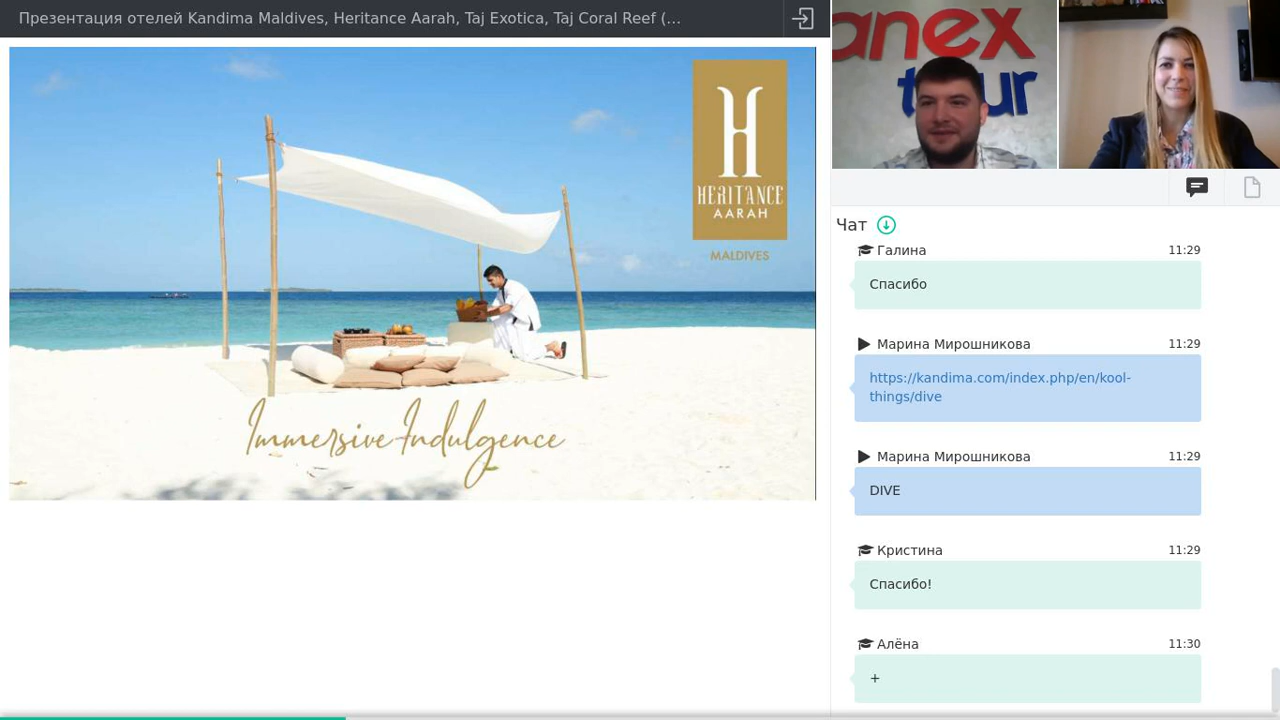 Презентация отелей Kandima Maldives, Heritance Aarah, Taj Exotica, Taj Coral Reef (...
H
HERITANCE
AARAH
MALDIVES
Immersive Indulgence
anex
tour
Чат
Галина 11:29
Спасибо
Марина Мирошникова 11:29
https://kandima.com/index.php/en/kool-
things/dive
Марина Мирошникова 11:29
DIVE
Кристина 11:29
Спасибо!
Алёна 11:30
+